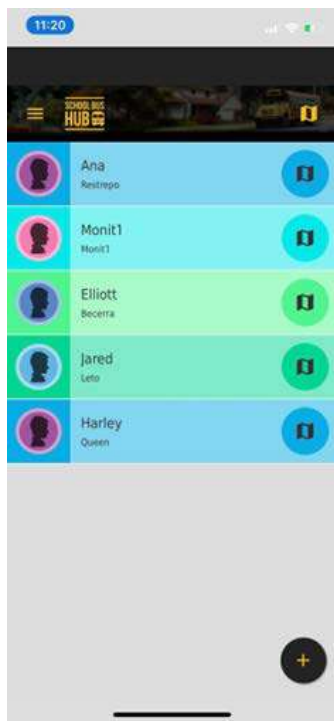 11:20
SCHOOL BUS
HUB
Ana
Restrepo
Monit1
Monit1
Elliott
Becerra
Jared
Leto
Harley
Queen